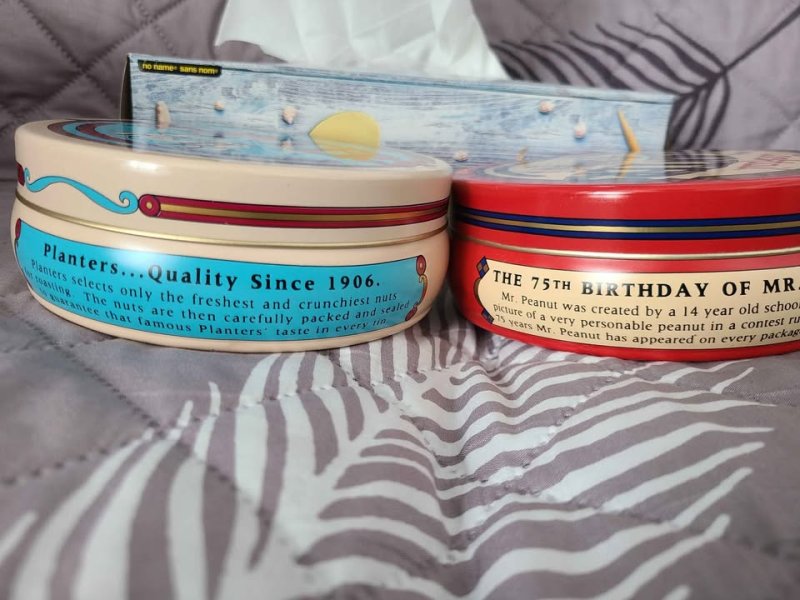 no name® sans nom®
Planters...Quality Since 1906.
Planters selects only the freshest and crunchiest nuts
for roasting. The nuts are then carefully packed and sealed
to guarantee that famous Planters' taste in every tin.
THE 75TH BIRTHDAY OF MR.
Mr. Peanut was created by a 14 year old school
picture of a very personable peanut in a contest run
75 years Mr. Peanut has appeared on every package